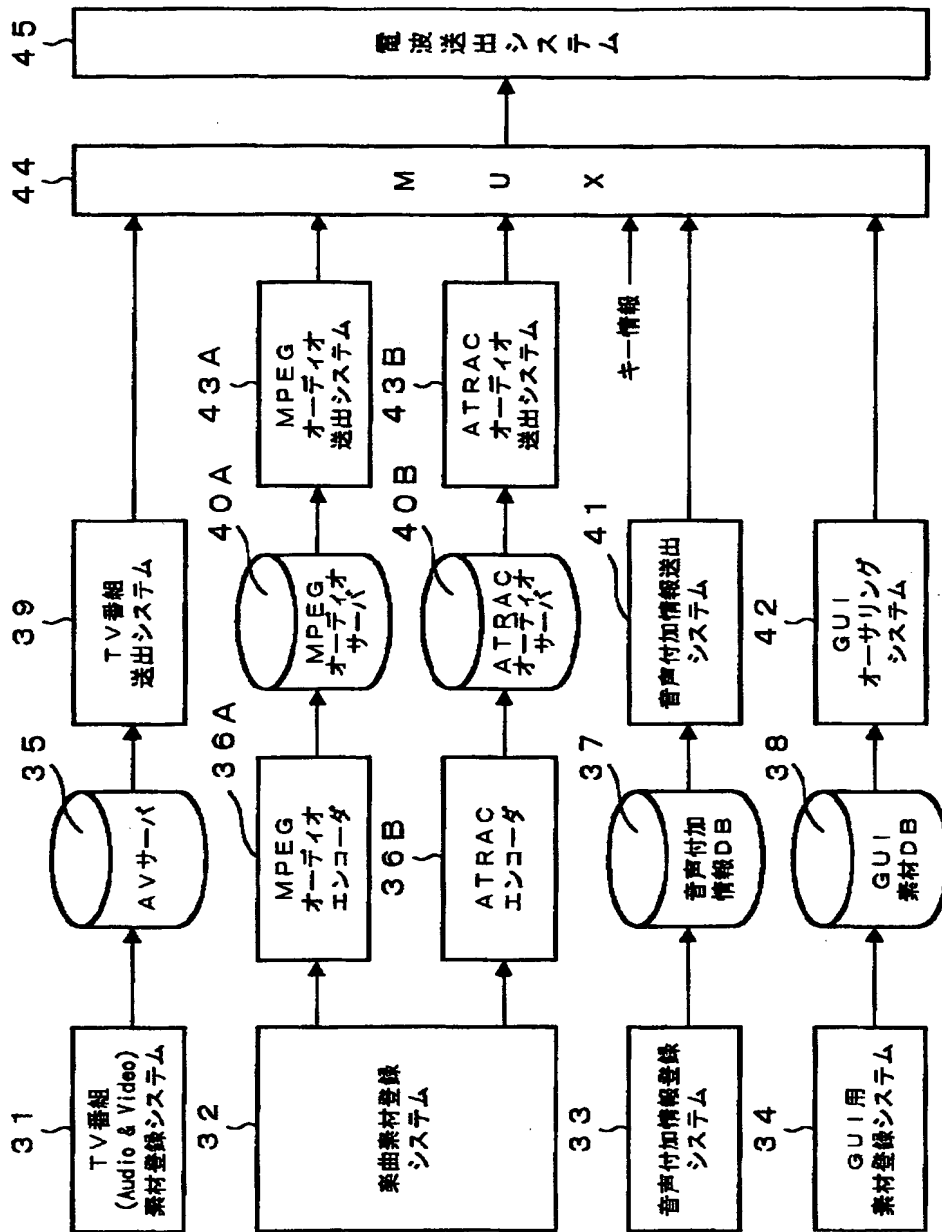 31
TV番組
(Audio & Video)
素材登録システム
35
AVサーバ
39
TV番組
送出システム
32
楽曲素材登録
システム
36A
MPEG
オーディオ
エンコーダ
40A
MPEG
オーディオ
サーバ
43A
MPEG
オーディオ
送出システム
36B
ATRAC
エンコーダ
40B
ATRAC
オーディオ
サーバ
43B
ATRAC
オーディオ
送出システム
キー情報
33
音声付加情報登録
システム
37
音声付加
情報DB
41
音声付加情報送出
システム
34
GUI用
素材登録システム
38
GUI
素材DB
42
GUI
オーサリング
システム
44
MUX
45
電波送出システム